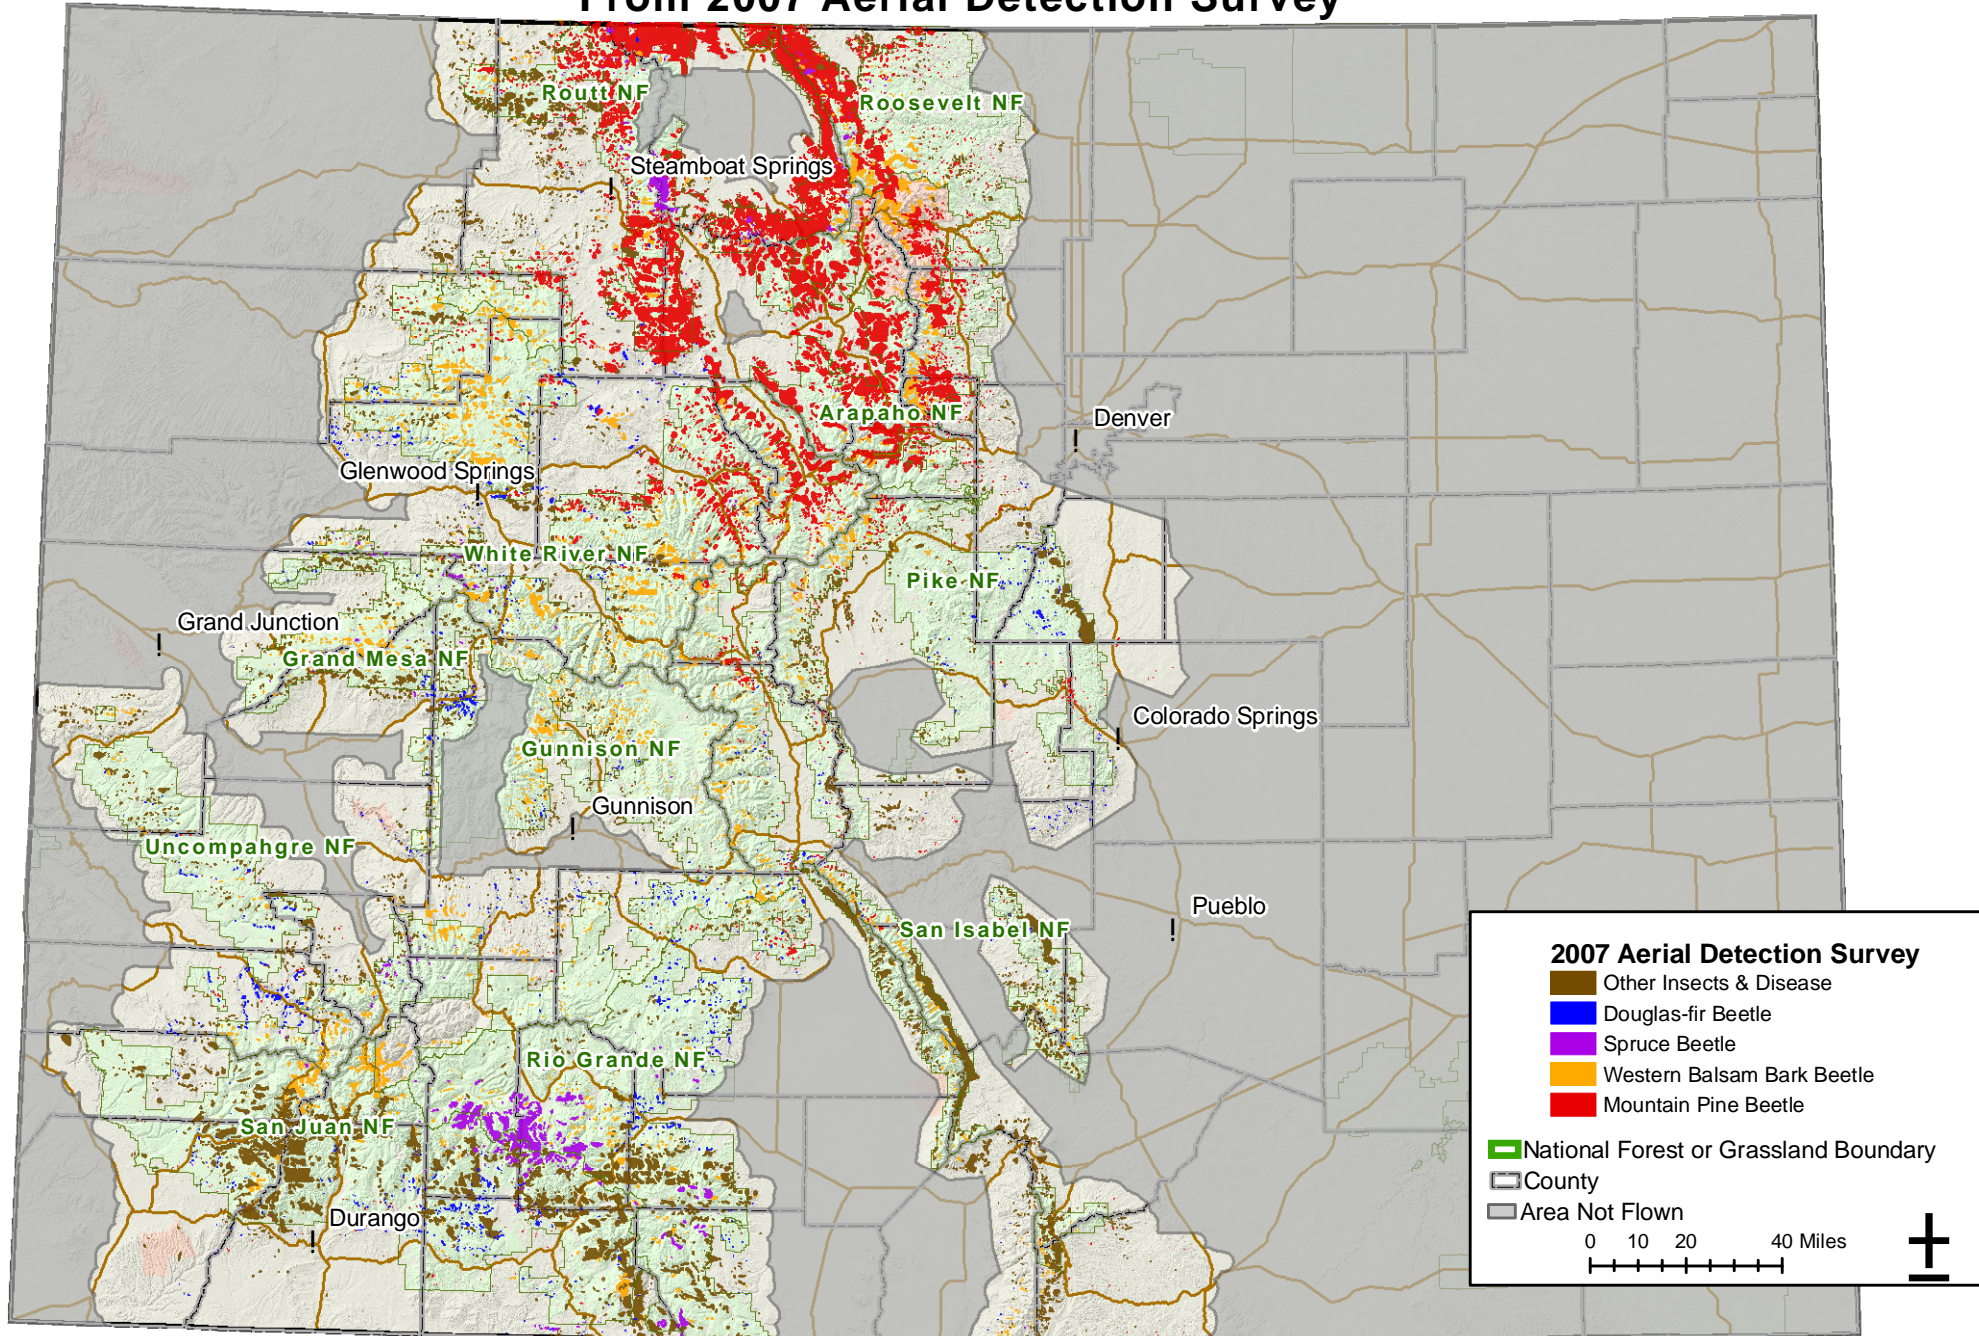 From 2007 Aerial Detection Survey
Routt NF
Roosevelt NF
Steamboat Springs
Arapaho NF
Denver
Glenwood Springs
White River NF
Pike NF
Grand Junction
Grand Mesa NF
Colorado Springs
Gunnison NF
Gunnison
Uncompahgre NF
Pueblo
San Isabel NF
Rio Grande NF
San Juan NF
Durango
2007 Aerial Detection Survey
Other Insects & Disease
Douglas-fir Beetle
Spruce Beetle
Western Balsam Bark Beetle
Mountain Pine Beetle
National Forest or Grassland Boundary
County
Area Not Flown
0 10 20 40 Miles